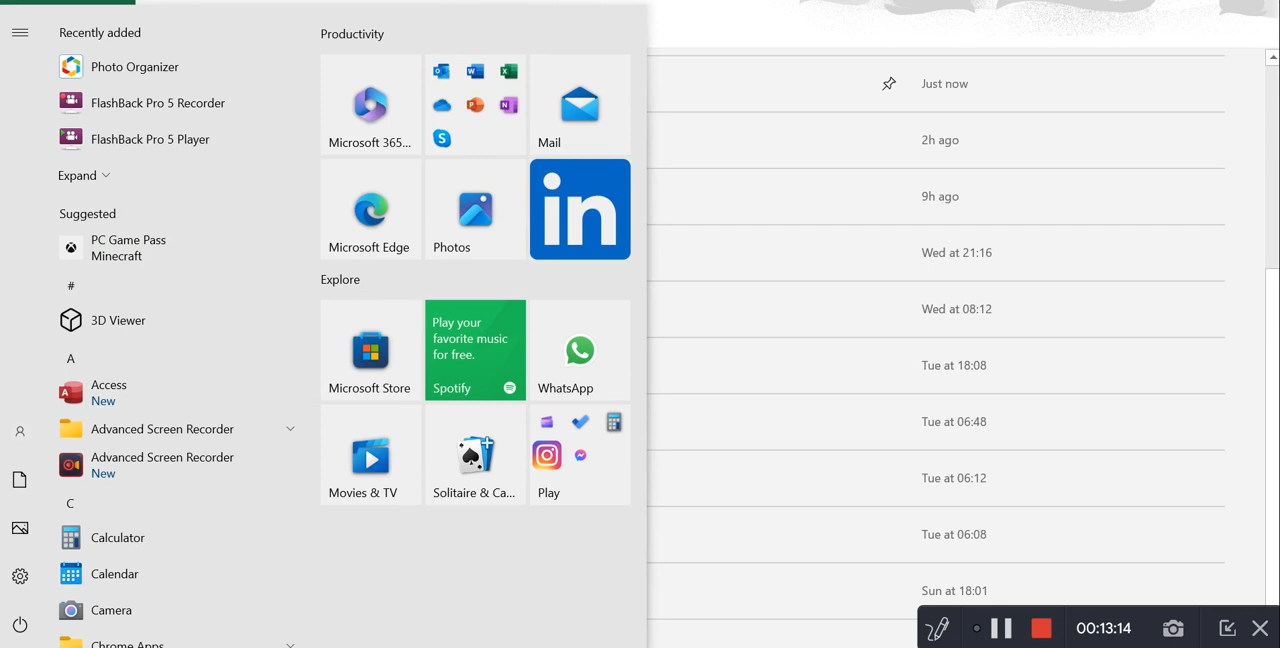 Recently added
Photo Organizer
FlashBack Pro 5 Recorder
FlashBack Pro 5 Player
Expand
Suggested
PC Game Pass
Minecraft
#
3D Viewer
A
Access
New
Advanced Screen Recorder
Advanced Screen Recorder
New
C
Calculator
Calendar
Camera
Chrome Apps
Productivity
Microsoft 365...
Mail
Microsoft Edge
Photos
in
Explore
Microsoft Store
Play your
favorite music
for free.
Spotify
WhatsApp
Movies & TV
Solitaire & Ca...
Play
Just now
2h ago
9h ago
Wed at 21:16
Wed at 08:12
Tue at 18:08
Tue at 06:48
Tue at 06:12
Tue at 06:08
Sun at 18:01
00:13:14